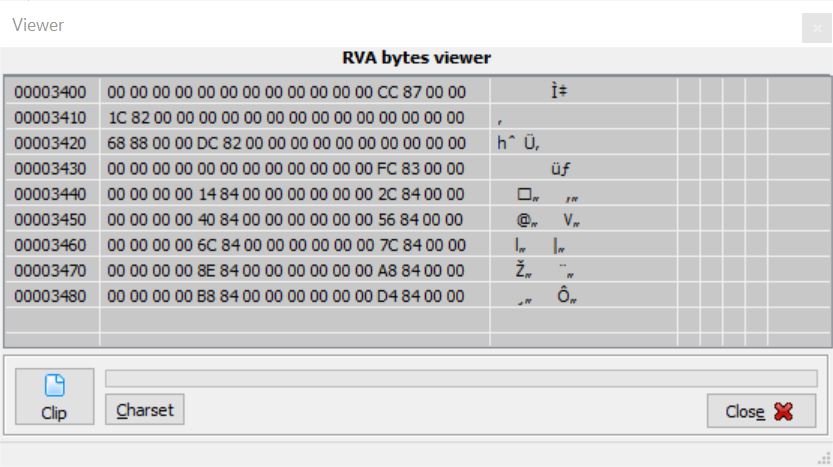 Viewer
RVA bytes viewer
00003400 00 00 00 00 00 00 00 00 00 00 00 00 CC 87 00 00 Ì‡
00003410 1C 82 00 00 00 00 00 00 00 00 00 00 00 00 00 00 ‚
00003420 68 88 00 00 DC 82 00 00 00 00 00 00 00 00 00 00 hˆ Ü‚
00003430 00 00 00 00 00 00 00 00 00 00 00 00 FC 83 00 00 üƒ
00003440 00 00 00 00 14 84 00 00 00 00 00 00 2C 84 00 00 □„ ,„
00003450 00 00 00 00 40 84 00 00 00 00 00 00 56 84 00 00 @„ V„
00003460 00 00 00 00 6C 84 00 00 00 00 00 00 7C 84 00 00 l„ |„
00003470 00 00 00 00 8E 84 00 00 00 00 00 00 A8 84 00 00 Ž„ ¨„
00003480 00 00 00 00 B8 84 00 00 00 00 00 00 D4 84 00 00 ¸„ Ô„
Clip
Charset
Close